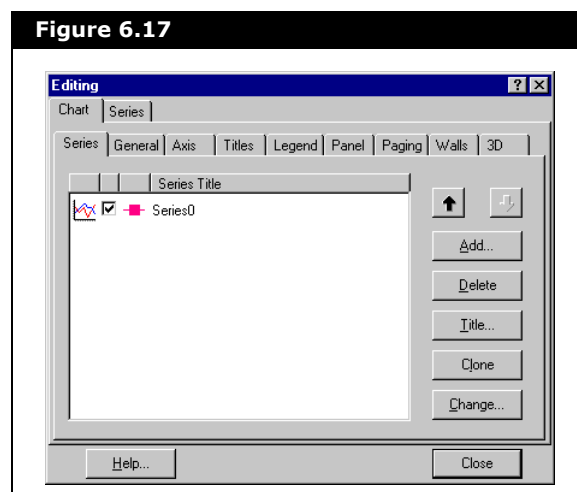 Figure 6.17
Editing
Chart Series
Series General Axis Titles Legend Panel Paging Walls 3D
Series Title
Series0
Add...
Delete
Title...
Clone
Change...
Help... Close